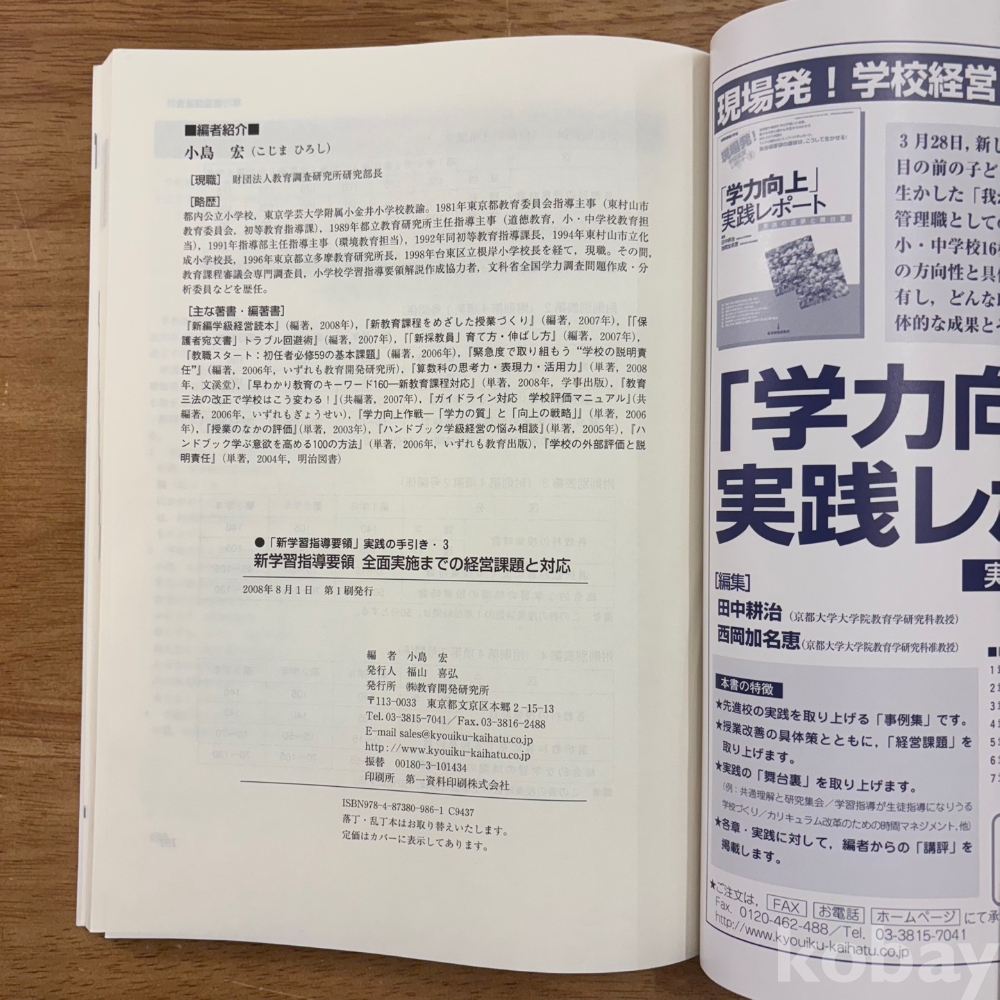 ■編者紹介■
小島 宏（こじま ひろし）
［現職］ 財団法人教育調査研究所研究部長
［略歴］
都内公立小学校，東京学芸大学附属小金井小学校教諭。1981年東京都教育委員会指導主事（東村山市
教育委員会，初等教育指導課），1989年都立教育研究所主任指導主事（道徳教育，小・中学校教育担
当），1991年指導部主任指導主事（環境教育担当），1992年同初等教育指導課長，1994年東村山市立化
成小学校長，1996年東京都立多摩教育研究所長，1998年台東区立根岸小学校長を経て，現職。その間，
教育課程審議会専門調査員，小学校学習指導要領解説作成協力者，文科省全国学力調査問題作成・分
析委員などを歴任。
［主な著書・編著書］
『新編学級経営読本』（編著，2008年），『新教育課程をめざした授業づくり』（編著，2007年），『「保
護者宛文書」トラブル回避術』（編著，2007年），『「新採教員」育て方・伸ばし方』（編著，2007年），
『教職スタート：初任者必修59の基本課題』（編著，2006年），『緊急度で取り組もう“学校の説明責
任”』（編著，2006年，いずれも教育開発研究所），『算数科の思考力・表現力・活用力』（単著，2008
年，文溪堂），『早わかり教育のキーワード160―新教育課程対応』（単著，2008年，学事出版），『教育
三法の改正で学校はこう変わる！』（共編著，2007年），『ガイドライン対応 学校評価マニュアル』（共
編著，2006年，いずれもぎょうせい），『学力向上作戦―「学力の質」と「向上の戦略」』（単著，2006
年），『授業のなかの評価』（単著，2003年），『ハンドブック学級経営の悩み相談』（単著，2005年），『ハ
ンドブック学ぶ意欲を高める100の方法』（単著，2006年，いずれも教育出版），『学校の外部評価と説
明責任』（単著，2004年，明治図書）
●「新学習指導要領」実践の手引き・3
新学習指導要領 全面実施までの経営課題と対応
2008年8月1日 第1刷発行
編 者 小島 宏
発行人 福山 喜弘
発行所 ㈱教育開発研究所
〒113-0033 東京都文京区本郷2-15-13
Tel.03-3815-7041／Fax.03-3816-2488
E-mail sales@kyouiku-kaihatu.co.jp
http://www.kyouiku-kaihatu.co.jp
振替 00180-3-101434
印刷所 第一資料印刷株式会社
ISBN978-4-87380-986-1 C9437
落丁・乱丁本はお取り替えいたします。
定価はカバーに表示してあります。
現場発！学校経営
現場発！
「学力向上」
実践レポート
3月28日，新し
目の前の子ど
生かした「我が
管理職としての
小・中学校16
の方向性と具体
有し，どんな
体的な成果と
「学力向
実践レポ
実
［編集］
田中耕治（京都大学大学院教育学研究科教授）
西岡加名恵（京都大学大学院教育学研究科准教授）
本書の特徴
★先進校の実践を取り上げる「事例集」です。
★授業改善の具体策とともに，「経営課題」を
取り上げます。
★実践の「舞台裏」を取り上げます。
（例：共通理解と研究集会／学習指導が生徒指導になりうる
学校づくり／カリキュラム改革のための時間マネジメント，他）
★各章・実践に対して，編者からの「講評」を
掲載します。
★ご注文は， FAX お電話 ホームページ にて承
Fax. 0120-462-488／Tel. 03-3815-7041
http://www.kyouiku-kaihatu.co.jp
kobay